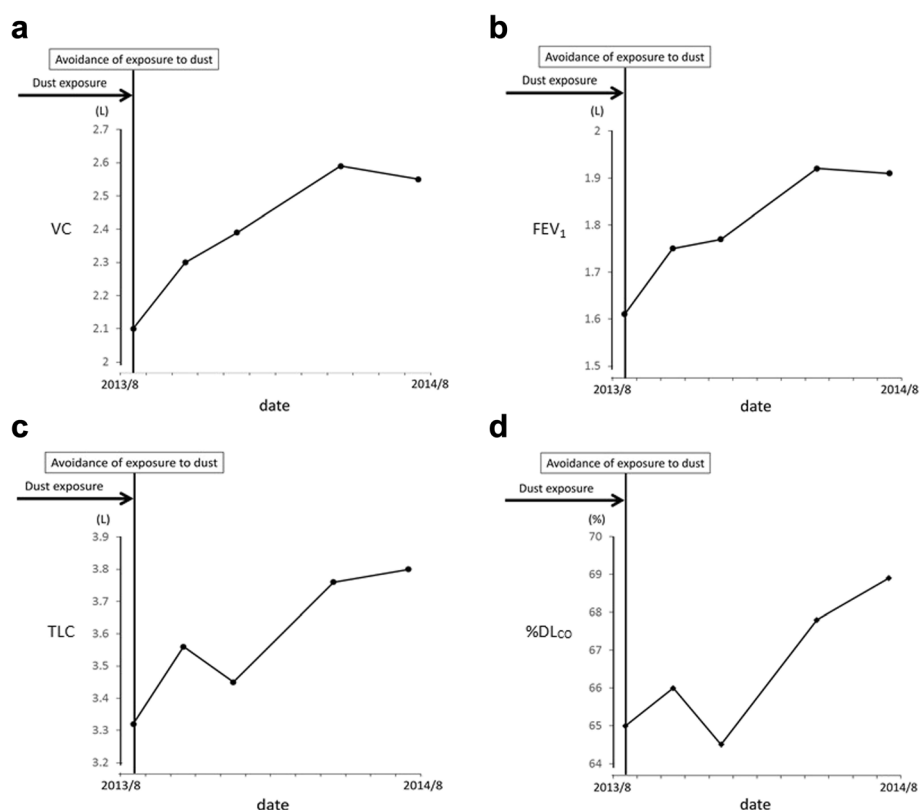 a
Avoidance of exposure to dust
Dust exposure
(L)
2.7
2.6
2.5
2.4
VC
2.3
2.2
2.1
2
2013/8
2014/8
date
b
Avoidance of exposure to dust
Dust exposure
(L)
2
1.9
1.8
FEV₁
1.7
1.6
1.5
2013/8
2014/8
date
c
Avoidance of exposure to dust
Dust exposure
(L)
3.9
3.8
3.7
TLC
3.6
3.5
3.4
3.3
3.2
2013/8
2014/8
date
d
Avoidance of exposure to dust
Dust exposure
(%)
70
69
68
%DLco
67
66
65
64
2013/8
2014/8
date